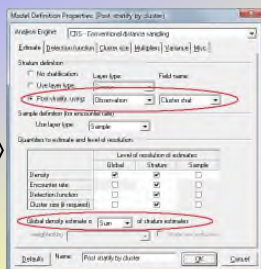 Model Definition Properties: [Post stratify by cluster]
Analysis Engine: CDS - Conventional distance sampling
Estimate Detection function Cluster size Multipliers Variance Misc.
Stratum definition
No stratification Layer type: Field name:
Use layer type:
Post-stratify, using: Observation Cluster strat
Sample definition (for encounter rate)
Use layer type: Sample
Quantities to estimate and level of resolution
Level of resolution of estimates
Global Stratum Sample
Density
Encounter rate
Detection function
Cluster size (if required)
Global density estimate is Sum of stratum estimates
Defaults Name: Post stratify by cluster OK Cancel